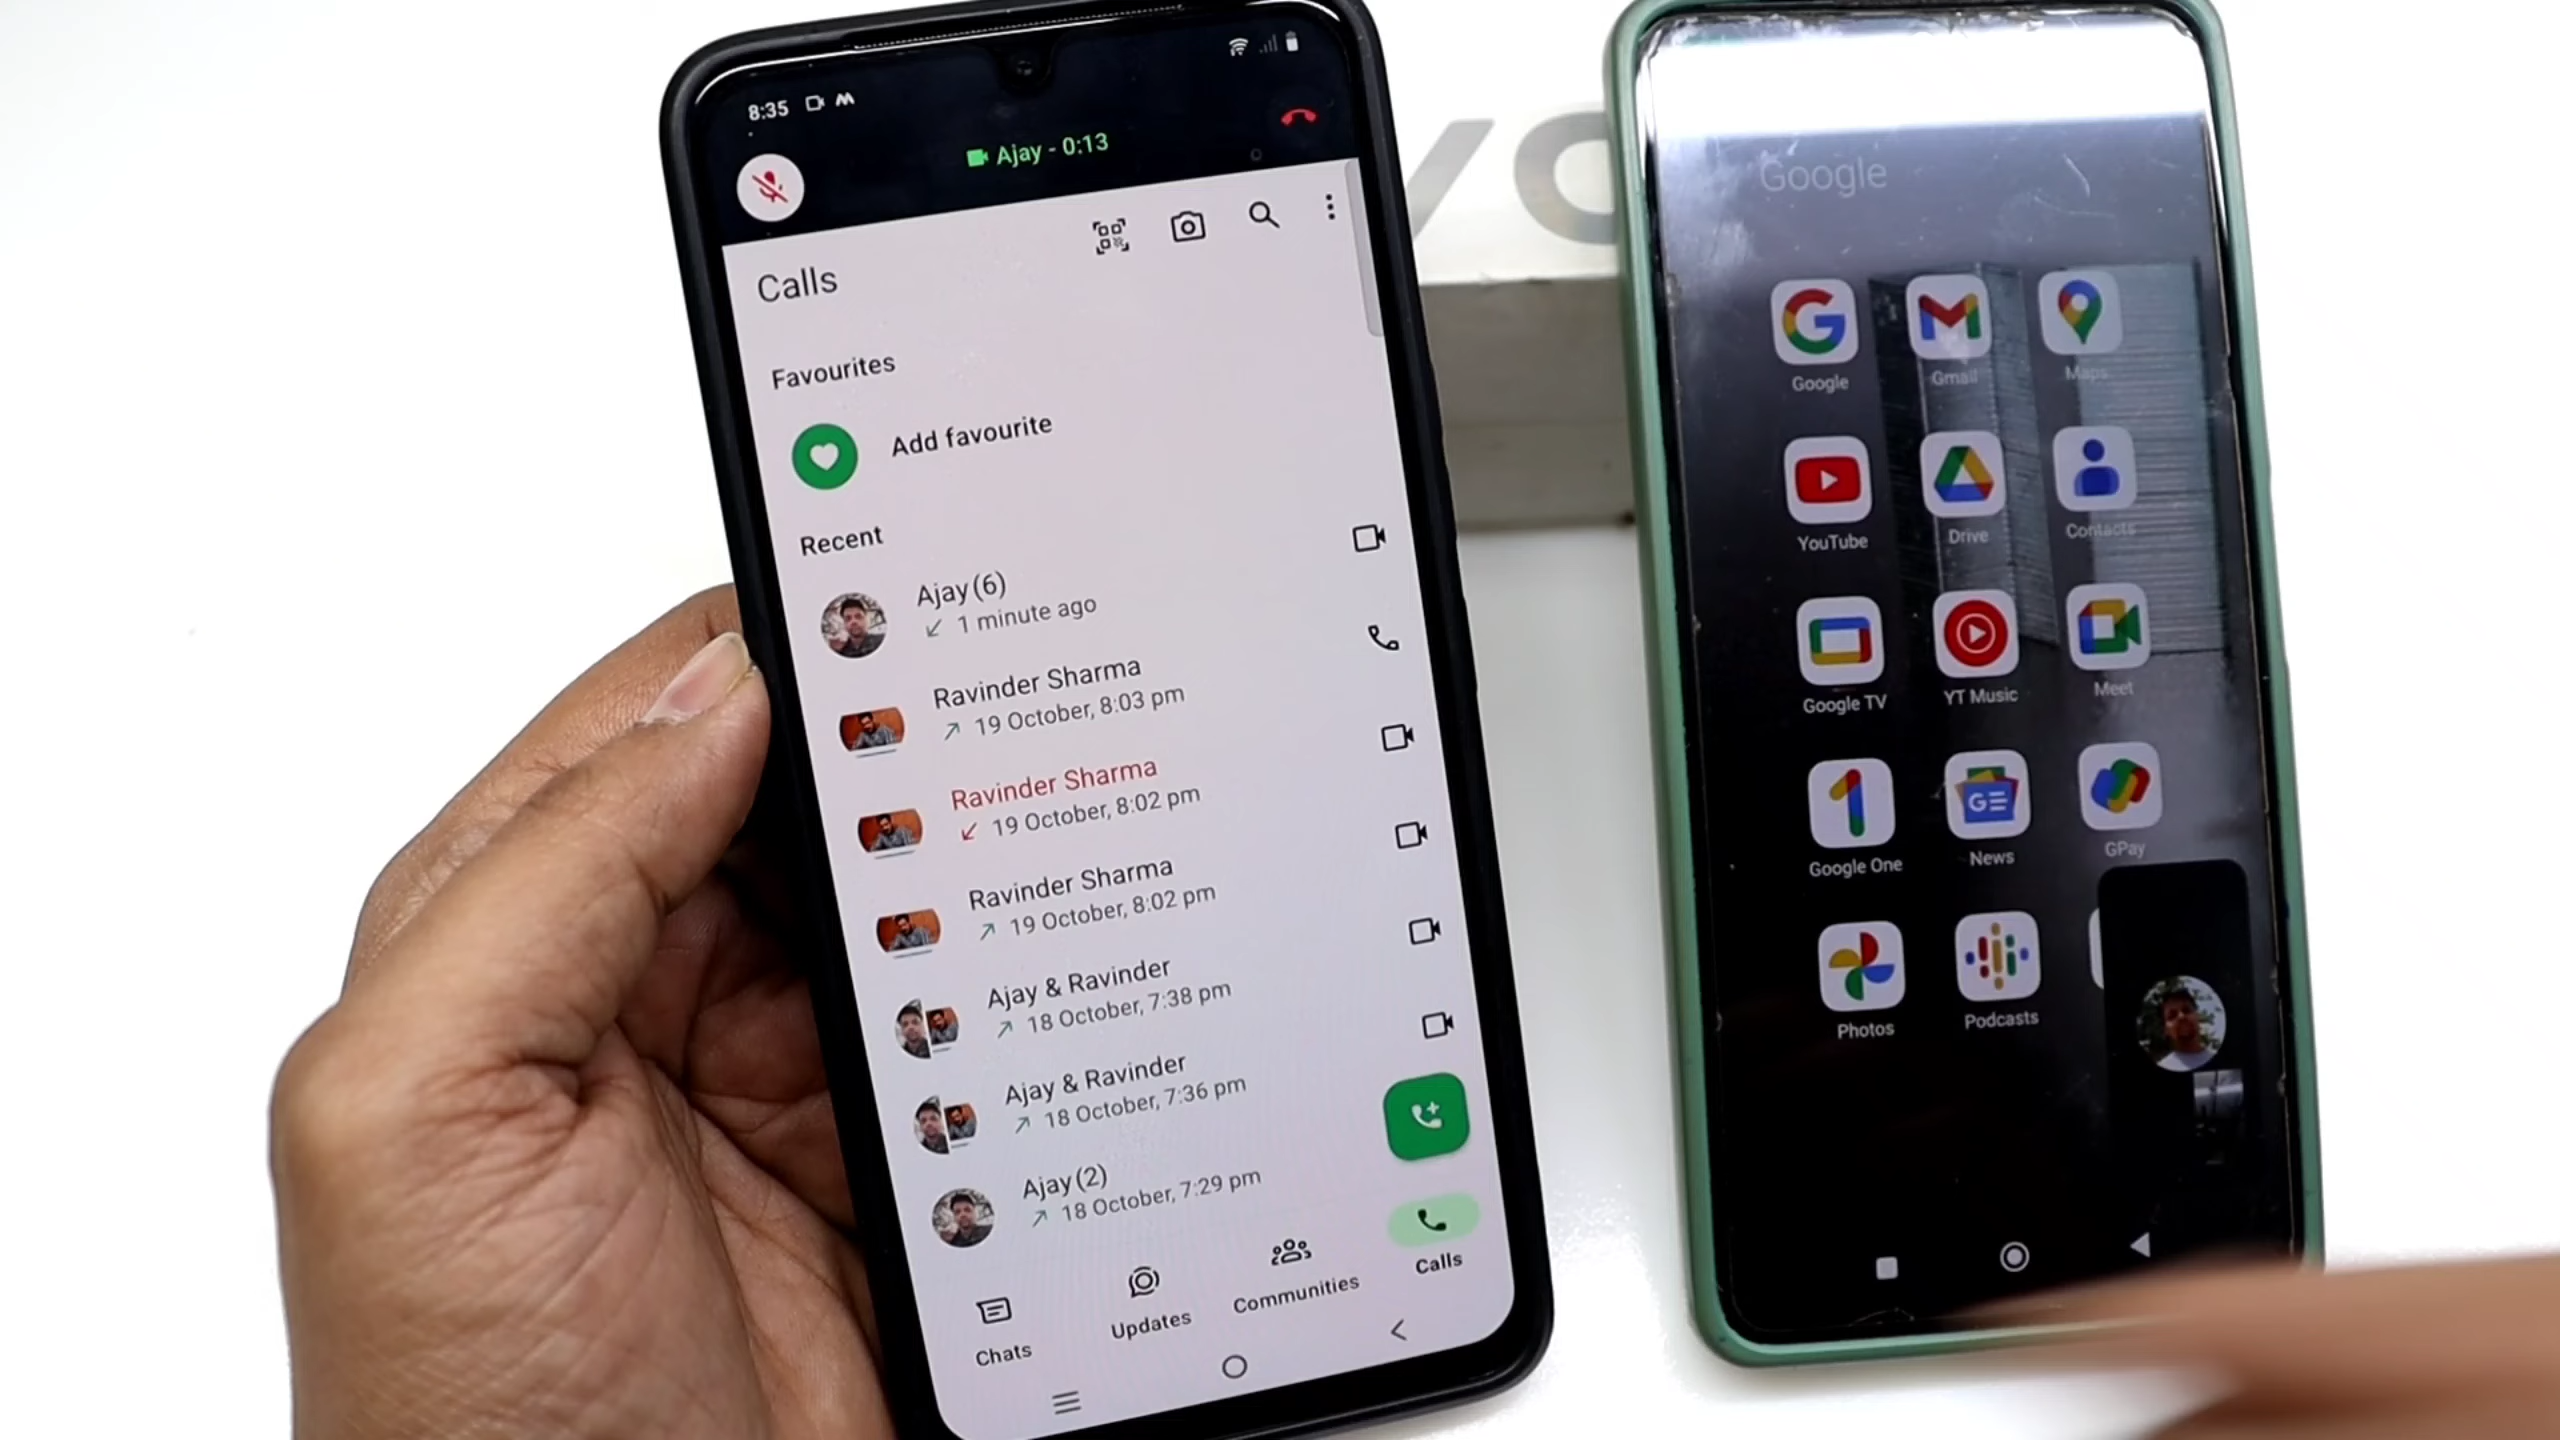 8:35
Ajay - 0:13
Calls
Favourites
Add favourite
Recent
Ajay (6)
1 minute ago
Ravinder Sharma
19 October, 8:03 pm
Ravinder Sharma
19 October, 8:02 pm
Ravinder Sharma
19 October, 8:02 pm
Ajay & Ravinder
18 October, 7:38 pm
Ajay & Ravinder
18 October, 7:36 pm
Ajay (2)
18 October, 7:29 pm
Chats
Updates
Communities
Calls
Google
Google
Gmail
Maps
YouTube
Drive
Contacts
Google TV
YT Music
Meet
Google One
News
GPay
Photos
Podcasts